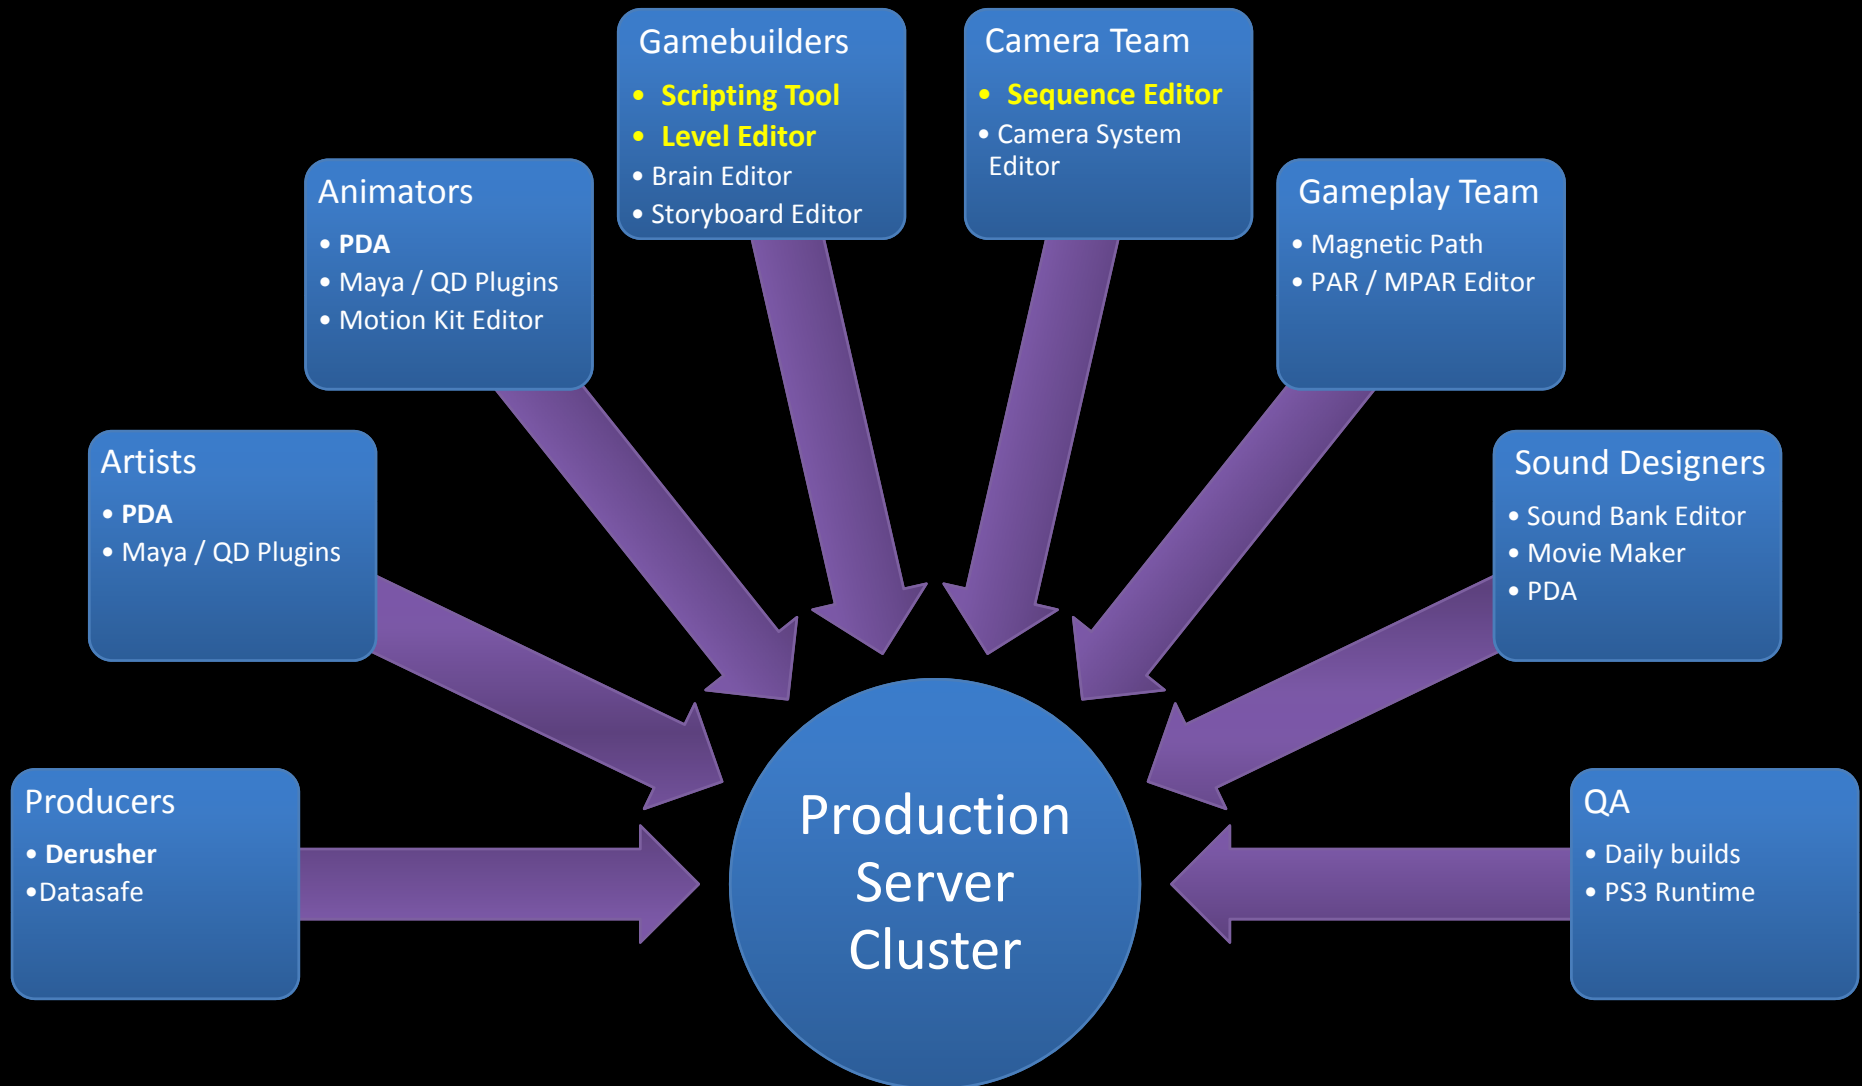 Producers
• Derusher
•Datasafe
Artists
• PDA
• Maya / QD Plugins
Animators
• PDA
• Maya / QD Plugins
• Motion Kit Editor
Gamebuilders
• Scripting Tool
• Level Editor
• Brain Editor
• Storyboard Editor
Camera Team
• Sequence Editor
• Camera System
Editor
Gameplay Team
• Magnetic Path
• PAR / MPAR Editor
Sound Designers
• Sound Bank Editor
• Movie Maker
• PDA
QA
• Daily builds
• PS3 Runtime
Production
Server
Cluster